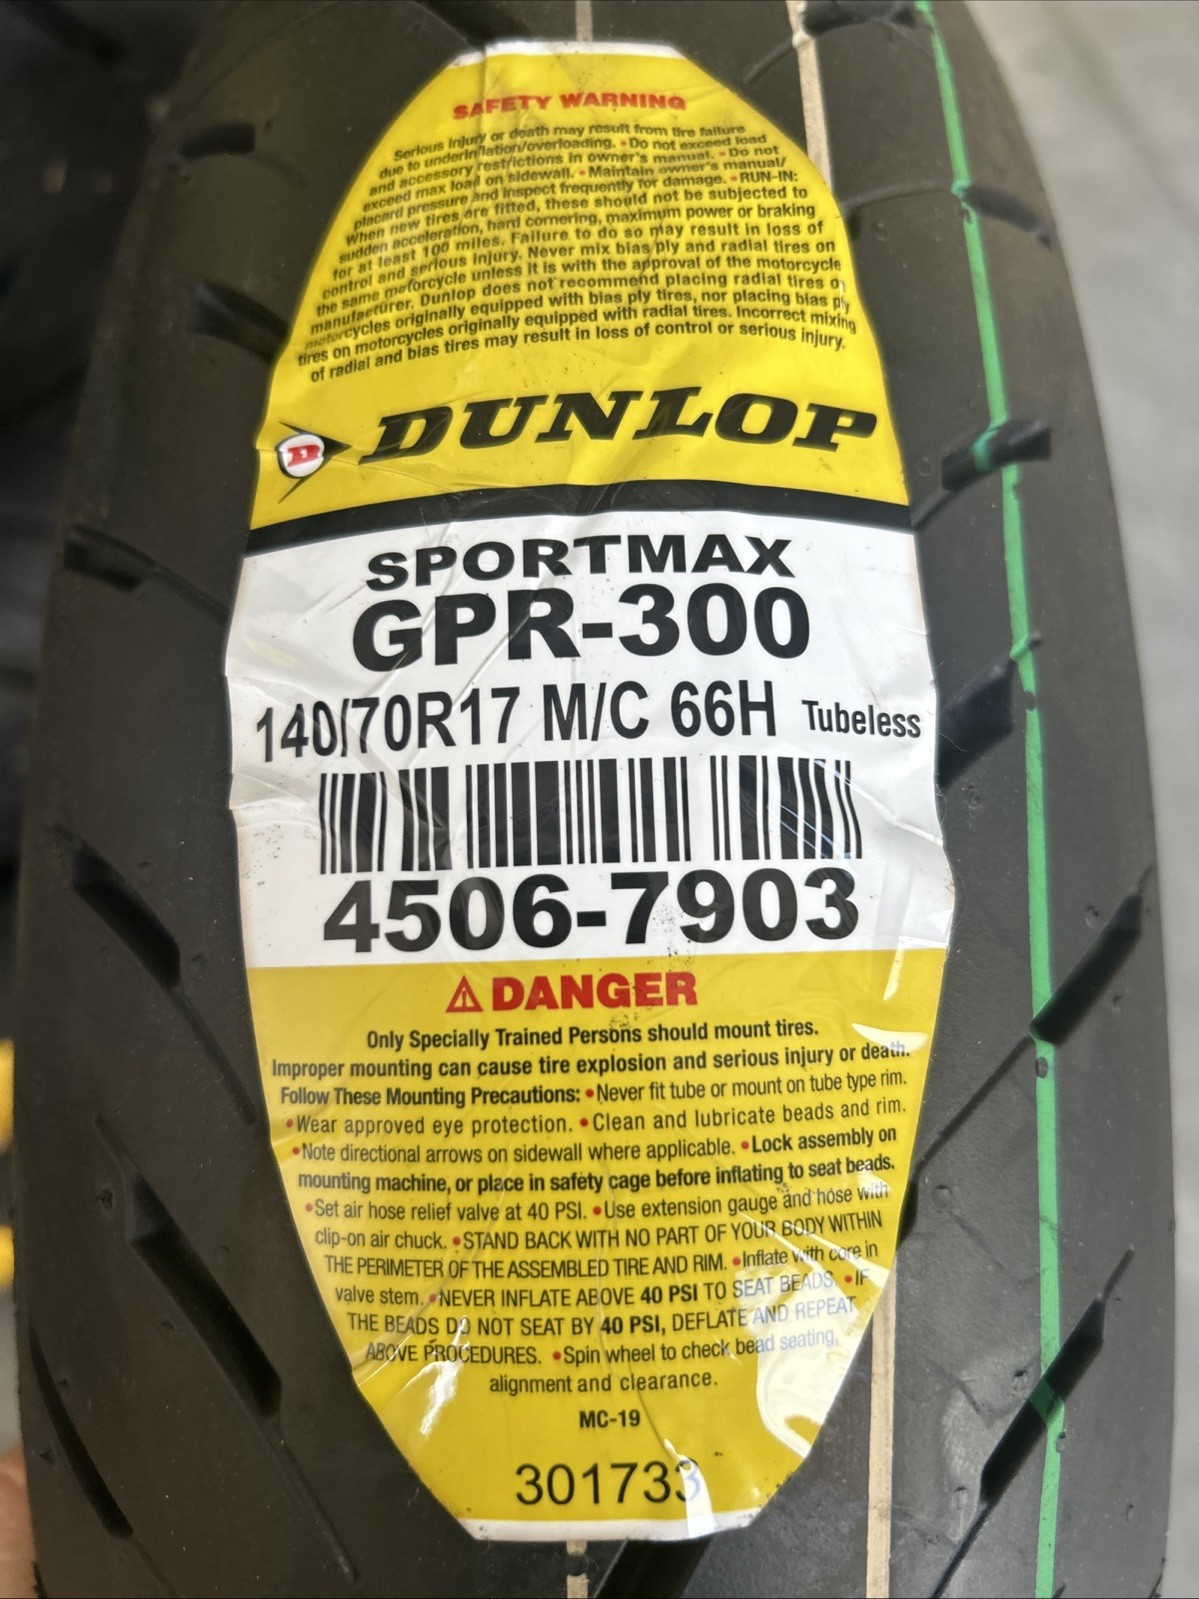 SAFETY WARNING
Serious injury or death may result from tire failure
due to underinflation/overloading. • Do not exceed load
and accessory restrictions in owner's manual. • Do not
exceed max load on sidewall. • Maintain owner's manual/
placard pressure and inspect frequently for damage. • RUN-IN:
When new tires are fitted, these should not be subjected to
sudden acceleration, hard cornering, maximum power or braking
for at least 100 miles. Failure to do so may result in loss of
control and serious injury. Never mix bias ply and radial tires on
the same motorcycle unless it is with the approval of the motorcycle
manufacturer. Dunlop does not recommend placing radial tires on
motorcycles originally equipped with bias ply tires, nor placing bias ply
tires on motorcycles originally equipped with radial tires. Incorrect mixing
of radial and bias tires may result in loss of control or serious injury.
D DUNLOP
SPORTMAX
GPR-300
140/70R17 M/C 66H Tubeless
4506-7903
⚠DANGER
Only Specially Trained Persons should mount tires.
Improper mounting can cause tire explosion and serious injury or death.
Follow These Mounting Precautions: •Never fit tube or mount on tube type rim.
•Wear approved eye protection. •Clean and lubricate beads and rim.
•Note directional arrows on sidewall where applicable. •Lock assembly on
mounting machine, or place in safety cage before inflating to seat beads.
•Set air hose relief valve at 40 PSI. •Use extension gauge and hose with
clip-on air chuck. •STAND BACK WITH NO PART OF YOUR BODY WITHIN
THE PERIMETER OF THE ASSEMBLED TIRE AND RIM. •Inflate with core in
valve stem. •NEVER INFLATE ABOVE 40 PSI TO SEAT BEADS. •IF
THE BEADS DO NOT SEAT BY 40 PSI, DEFLATE AND REPEAT
ABOVE PROCEDURES. •Spin wheel to check bead seating,
alignment and clearance.
MC-19
301733